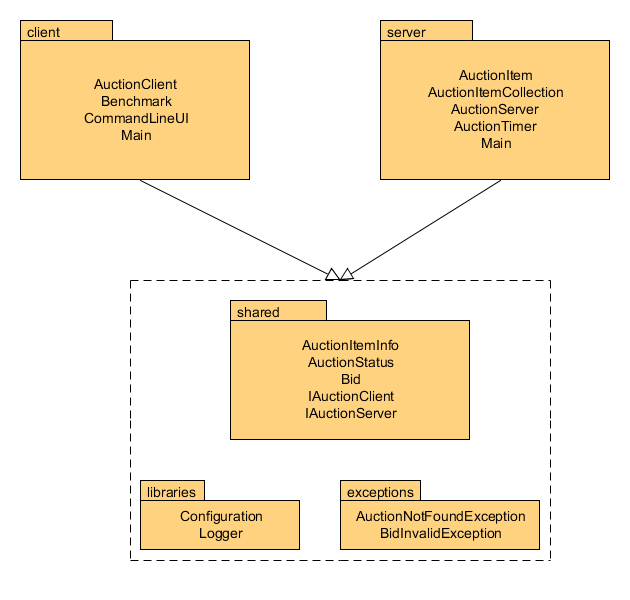 client
AuctionClient
Benchmark
CommandLineUI
Main
server
AuctionItem
AuctionItemCollection
AuctionServer
AuctionTimer
Main
shared
AuctionItemInfo
AuctionStatus
Bid
IAuctionClient
IAuctionServer
libraries
Configuration
Logger
exceptions
AuctionNotFoundException
BidInvalidException